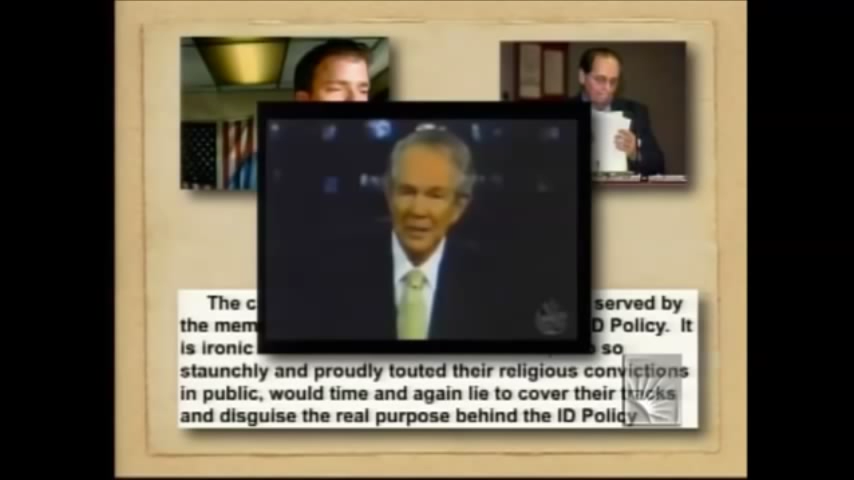 The c served by
the mem D Policy. It
is ironic so
staunchly and proudly touted their religious convictions
in public, would time and again lie to cover their tracks
and disguise the real purpose behind the ID Policy